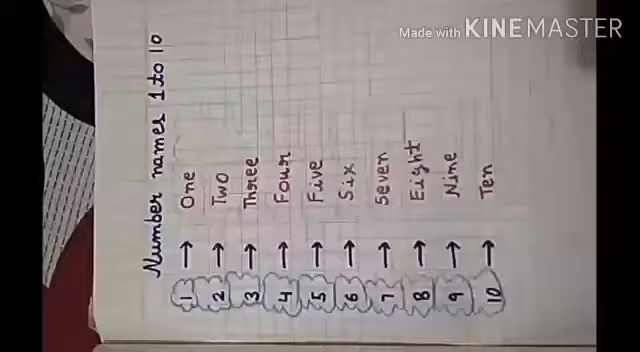 Made with KINEMASTER
Number names 1 to 10
1 → One
2 → Two
3 → Three
4 → Four
5 → Five
6 → Six
7 → Seven
8 → Eight
9 → Nine
10 → Ten